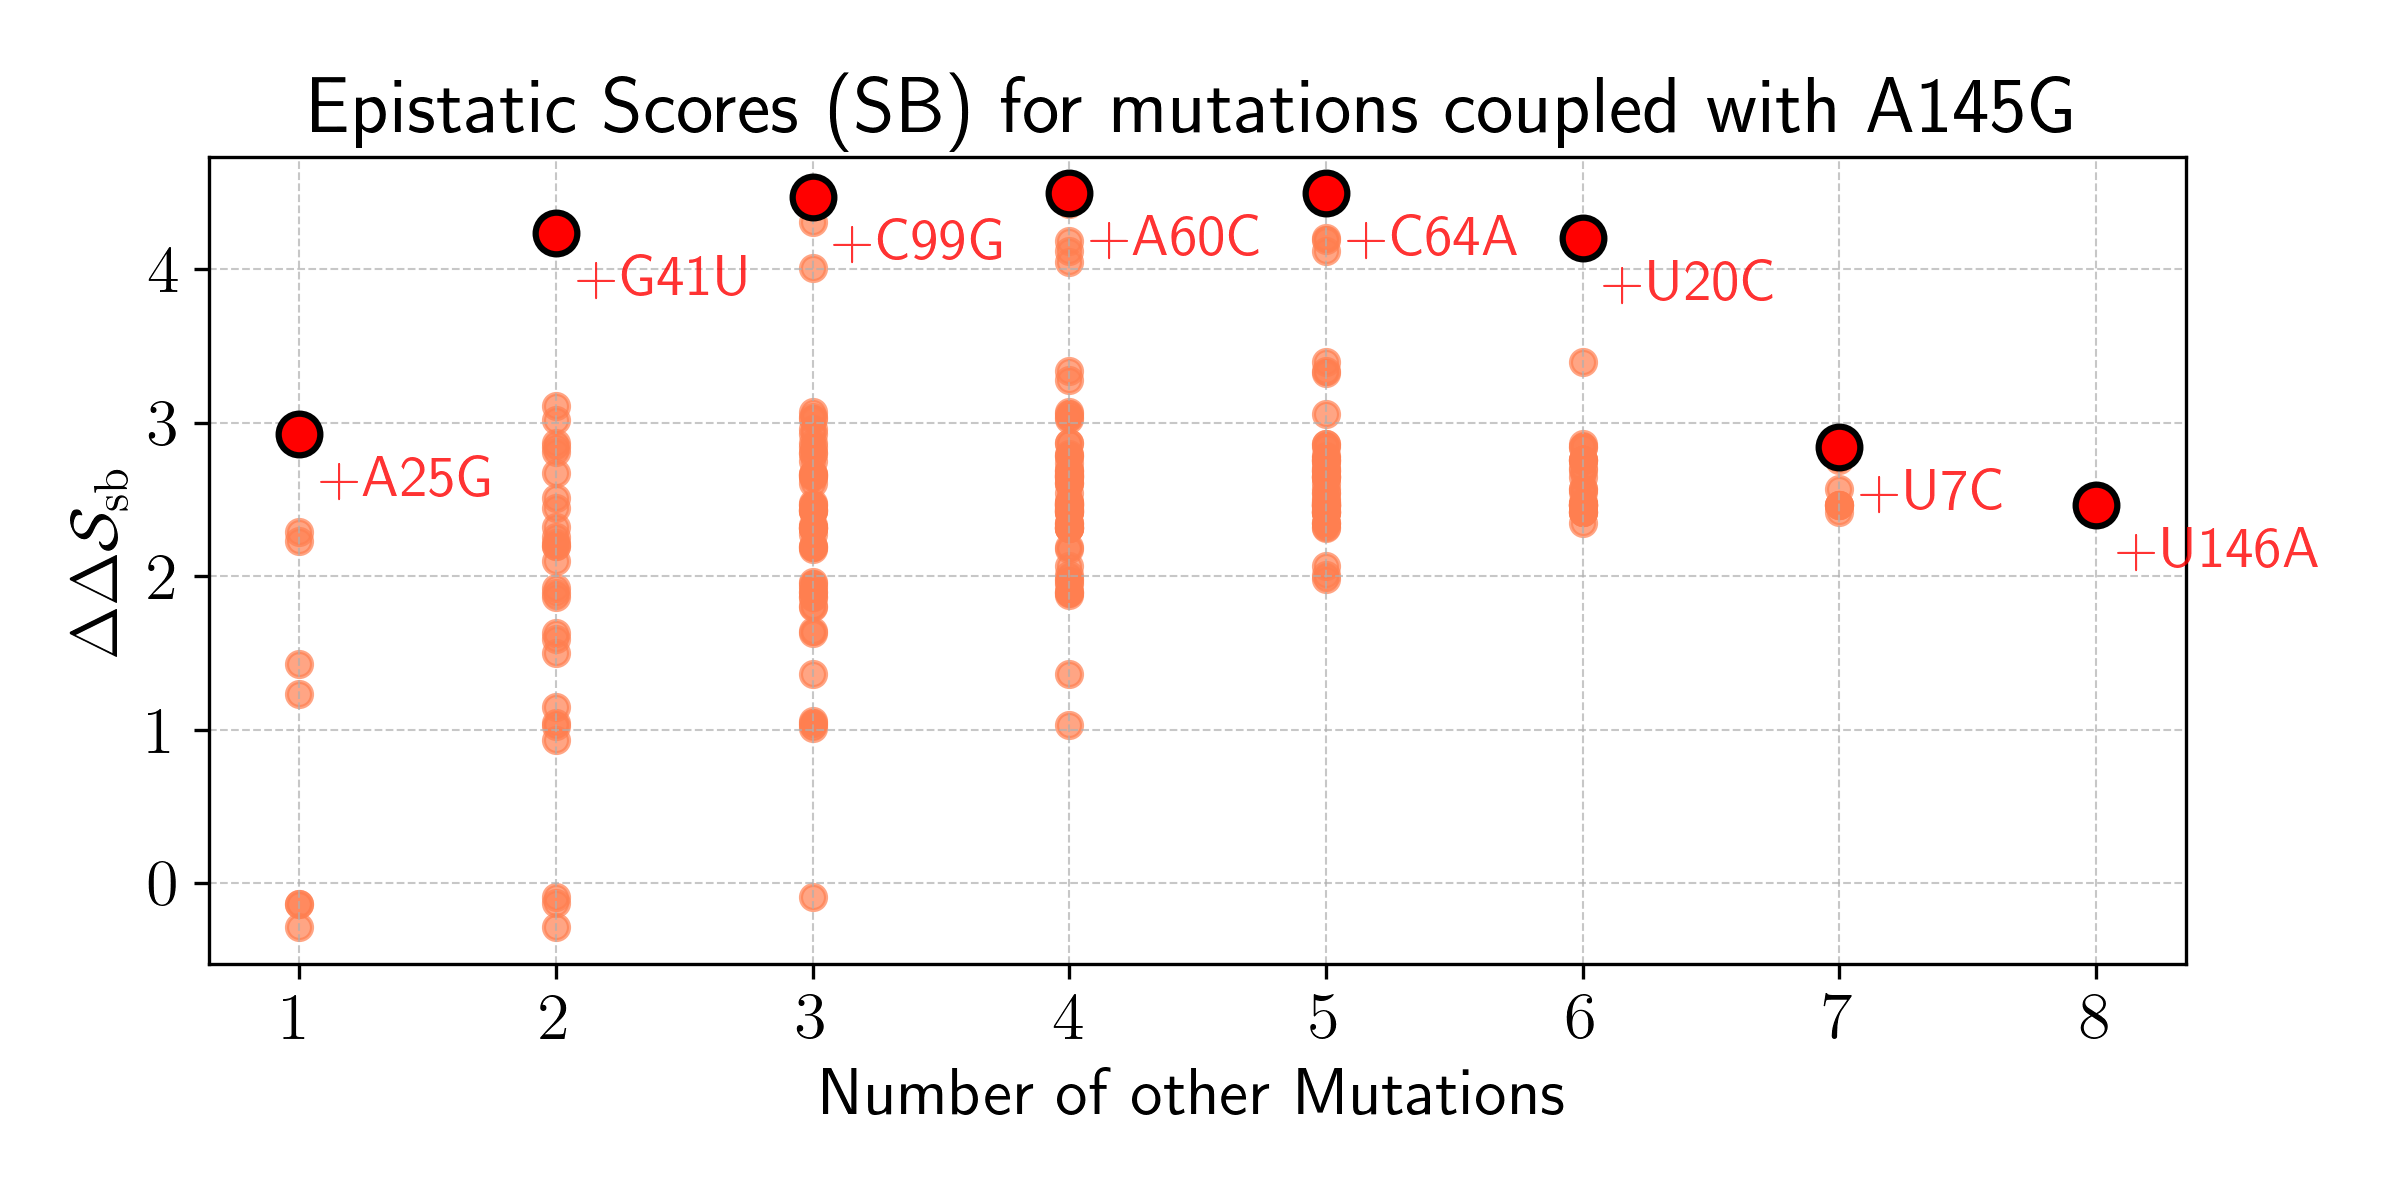 Epistatic Scores (SB) for mutations coupled with A145G
ΔΔ𝒮sb
4
3
2
1
0
+A25G
+G41U
+C99G
+A60C
+C64A
+U20C
+U7C
+U146A
1 2 3 4 5 6 7 8
Number of other Mutations